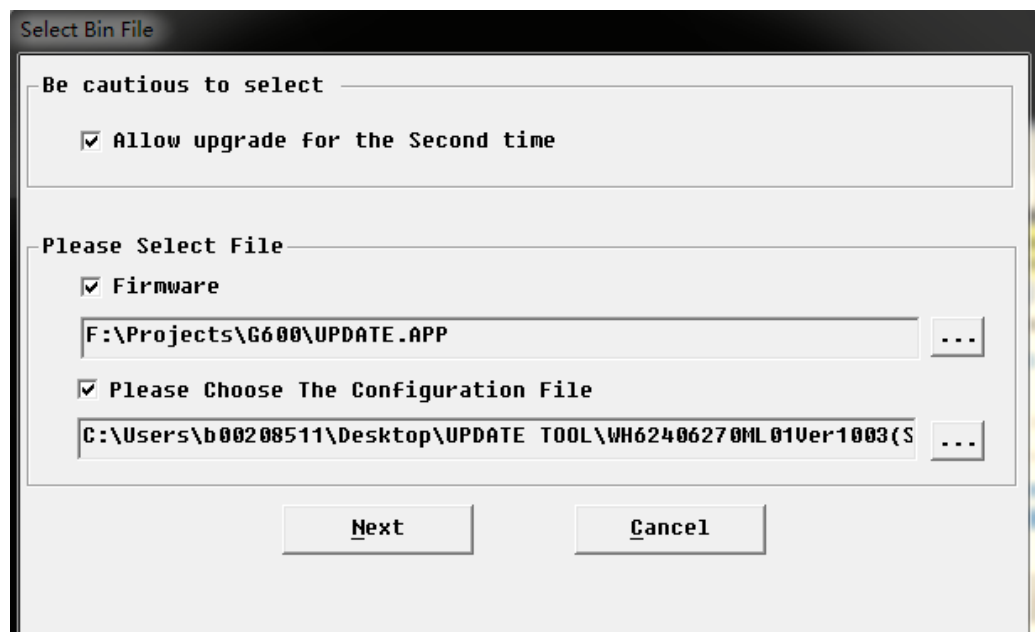 Select Bin File
Be cautious to select
Allow upgrade for the Second time
Please Select File
Firmware
F:\Projects\G600\UPDATE.APP
...
Please Choose The Configuration File
C:\Users\b00208511\Desktop\UPDATE TOOL\WH62406270ML01Ver1003(S
...
Next
Cancel